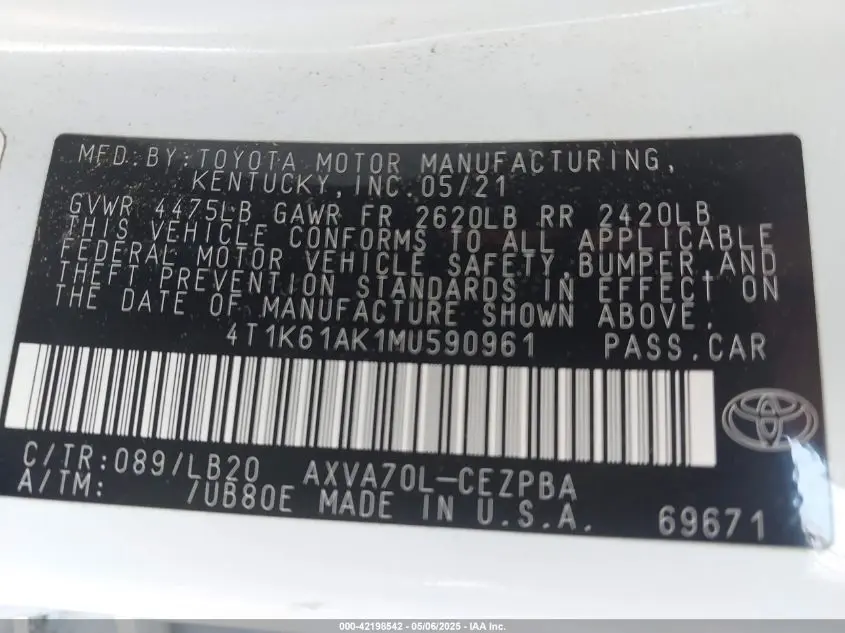 MFD.BY:TOYOTA MOTOR MANUFACTURING,
KENTUCKY,INC.05/21
GVWR 4475LB GAWR FR 2620LB RR 2420LB
THIS VEHICLE CONFORMS TO ALL APPLICABLE
FEDERAL MOTOR VEHICLE SAFETY,BUMPER,AND
THEFT PREVENTION STANDARDS IN EFFECT ON
THE DATE OF MANUFACTURE SHOWN ABOVE.
4T1K61AK1MU590961 PASS.CAR
C/TR:089/LB20 AXVA70L-CEZPBA
A/TM: /UB80E MADE IN U.S.A. 69671
000-42198542 - 05/06/2025 - IAA Inc.